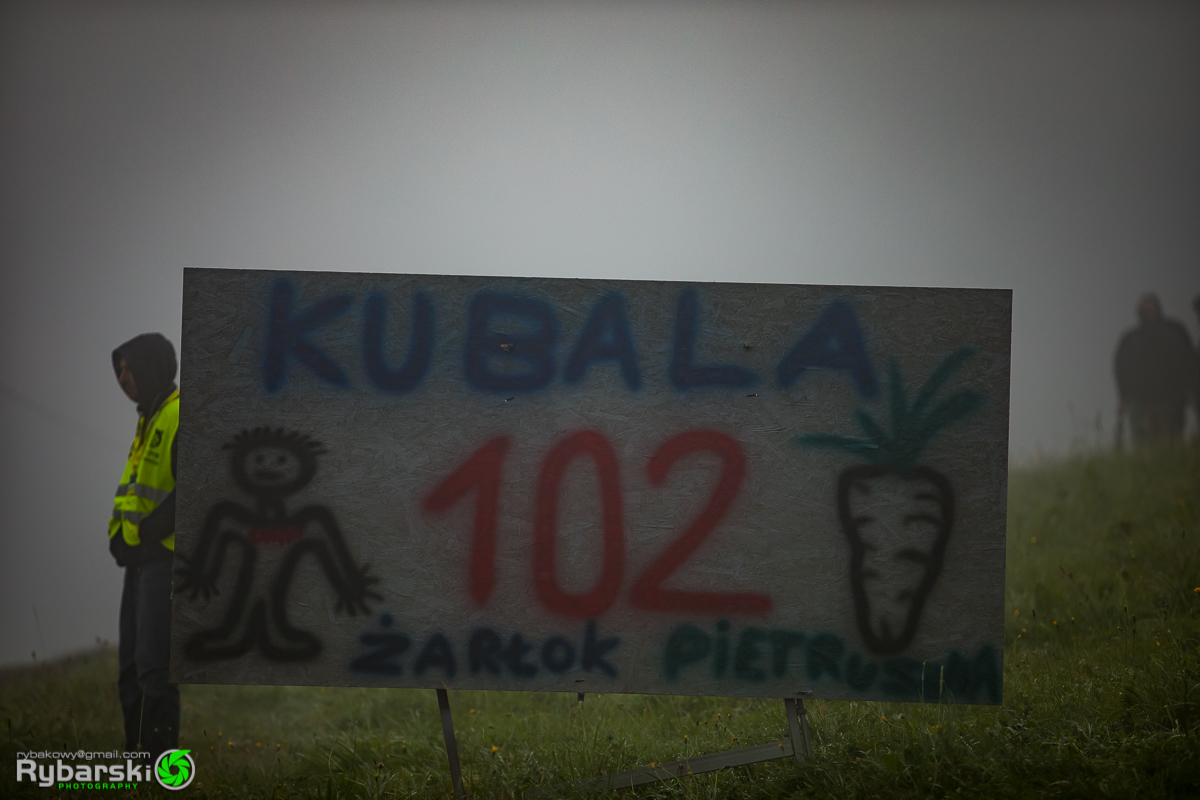 KUBALA
102
ŻARŁOK PIETRUSIM
rybakowy@gmail.com
Rybarski
PHOTOGRAPHY